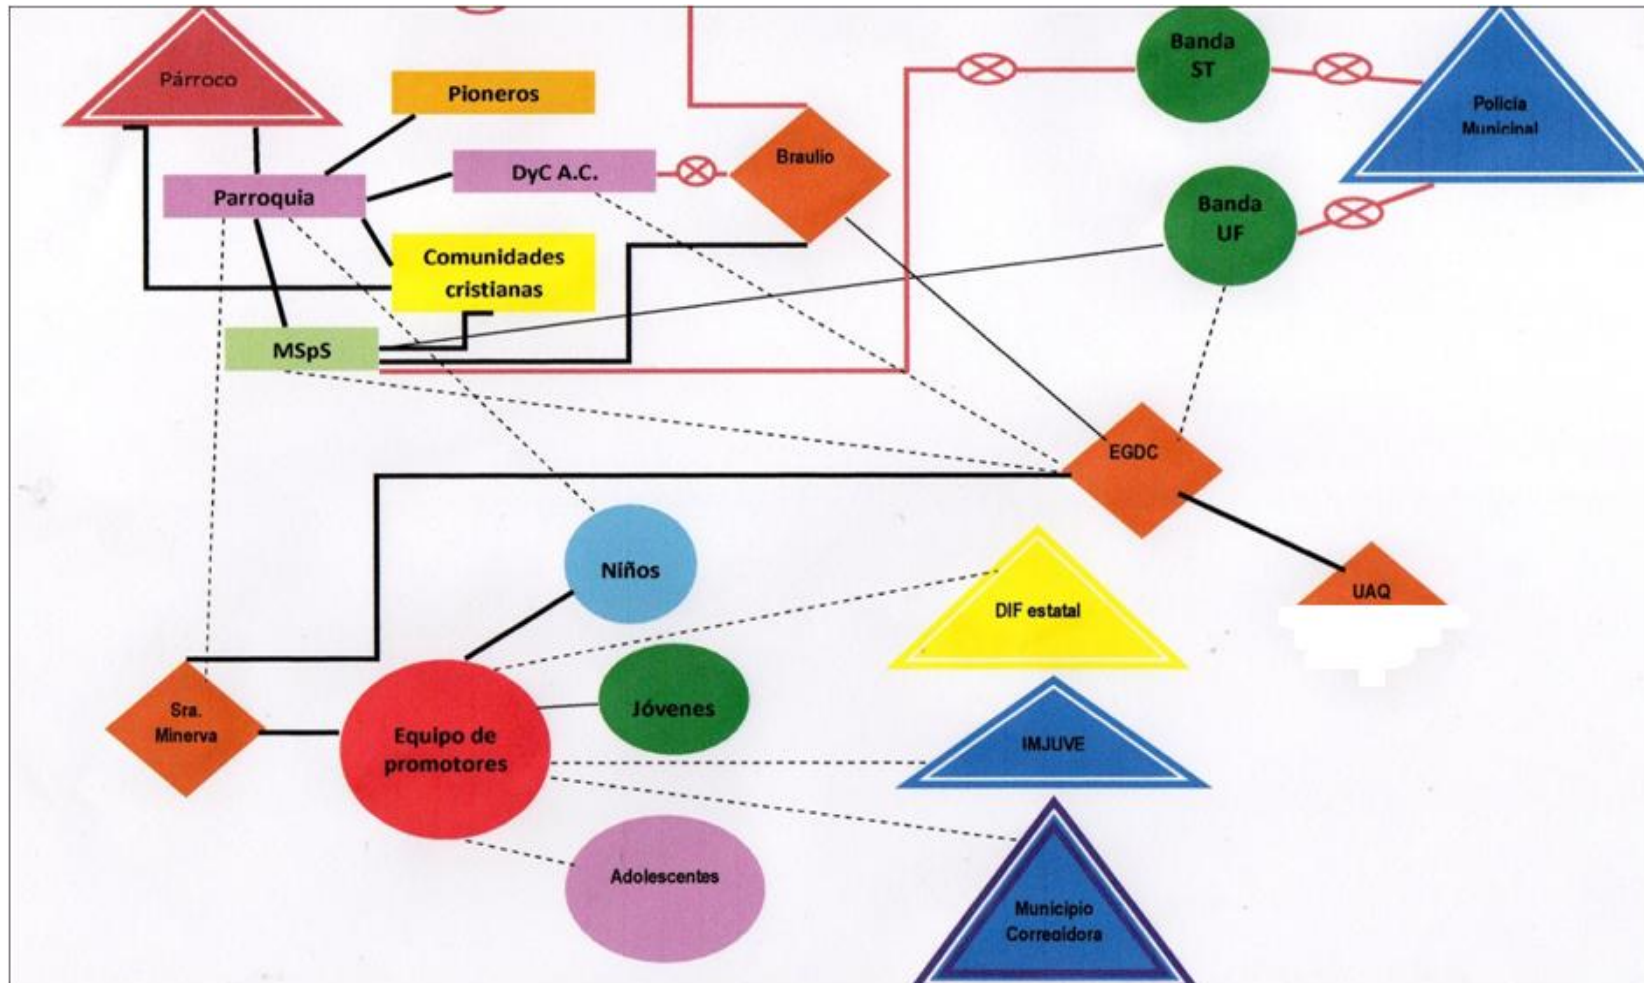 Párroco
Pioneros
Banda
ST
Policia
Municipal
DyC A.C.
Braulio
Parroquia
Banda
UF
Comunidades
cristianas
MSpS
EGDC
Niños
DIF estatal
UAQ
Sra.
Minerva
Jóvenes
Equipo de
promotores
IMJUVE
Adolescentes
Municipio
Corregidora